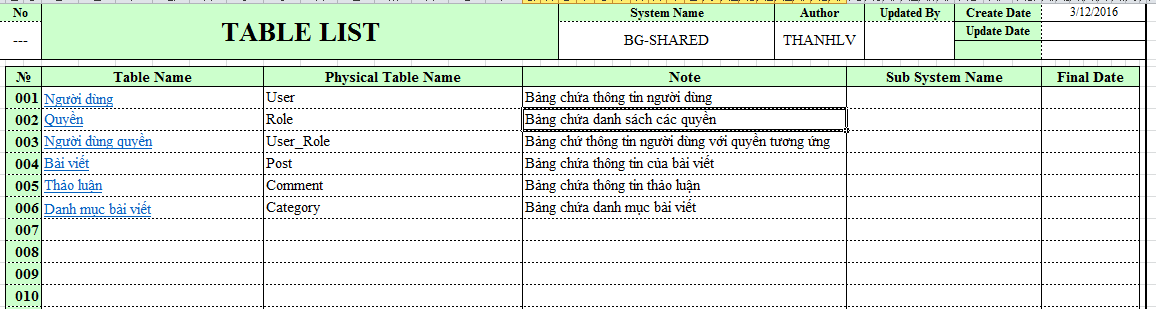 No TABLE LIST System Name Author Updated By Create Date 3/12/2016
--- BG-SHARED THANHLV Update Date
№ Table Name Physical Table Name Note Sub System Name Final Date
001 Người dùng User Bảng chứa thông tin người dùng
002 Quyền Role Bảng chứa danh sách các quyền
003 Người dùng quyền User_Role Bảng chứ thông tin người dùng với quyền tương ứng
004 Bài viết Post Bảng chứa thông tin của bài viết
005 Thảo luận Comment Bảng chứa thông tin thảo luận
006 Danh mục bài viết Category Bảng chứa danh mục bài viết
007
008
009
010